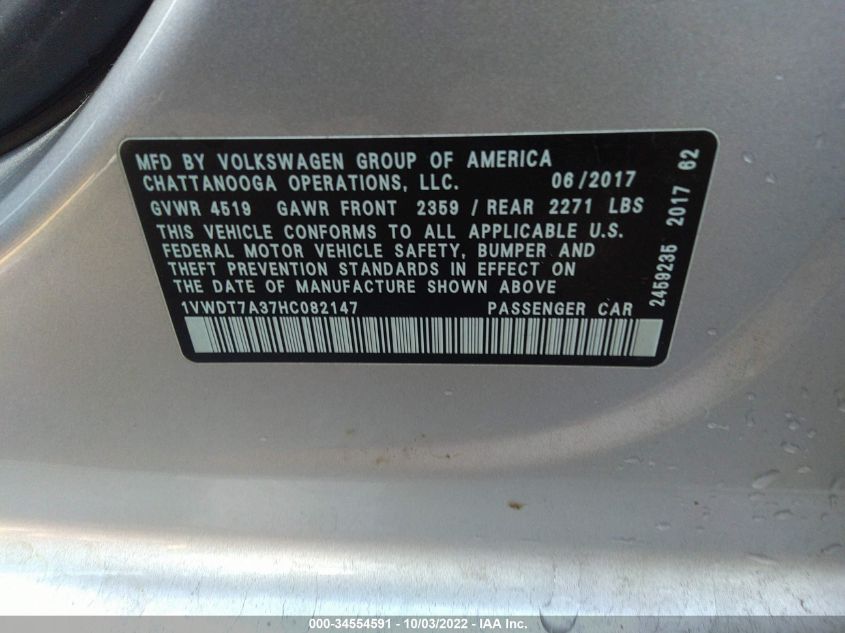 MFD BY VOLKSWAGEN GROUP OF AMERICA
CHATTANOOGA OPERATIONS, LLC. 06/2017
GVWR 4519 GAWR FRONT 2359 / REAR 2271 LBS
THIS VEHICLE CONFORMS TO ALL APPLICABLE U.S.
FEDERAL MOTOR VEHICLE SAFETY, BUMPER AND
THEFT PREVENTION STANDARDS IN EFFECT ON
THE DATE OF MANUFACTURE SHOWN ABOVE
1VWDT7A37HC082147 PASSENGER CAR
2459235 2017 62
000-34554591 - 10/03/2022 - IAA Inc.